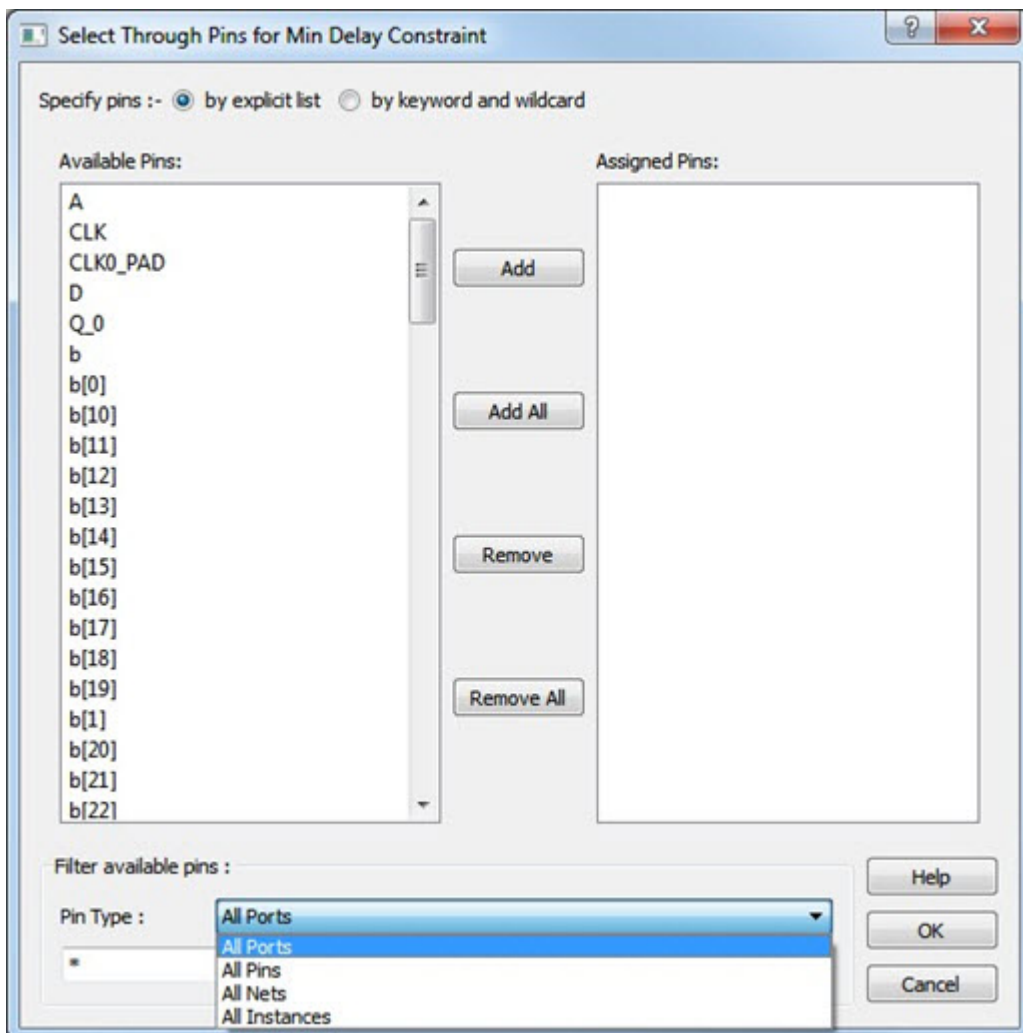 Select Through Pins for Min Delay Constraint
Specify pins :- by explicit list by keyword and wildcard
Available Pins:
A
CLK
CLK0_PAD
D
Q_0
b
b[0]
b[10]
b[11]
b[12]
b[13]
b[14]
b[15]
b[16]
b[17]
b[18]
b[19]
b[1]
b[20]
b[21]
b[22]
Add
Add All
Remove
Remove All
Assigned Pins:
Filter available pins :
Pin Type : All Ports
*
All Ports
All Pins
All Nets
All Instances
Help
OK
Cancel